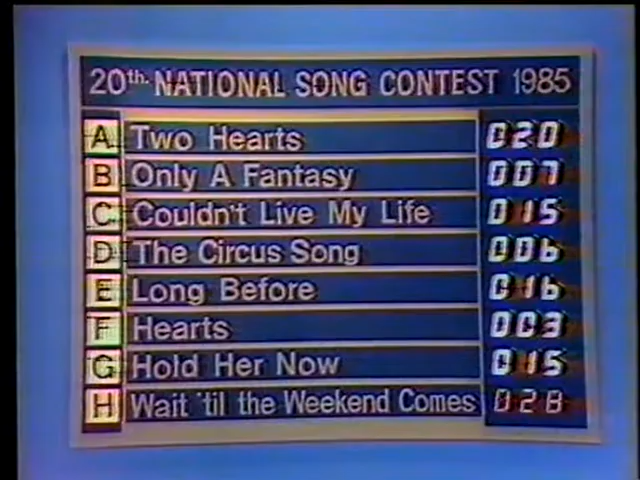 20th. NATIONAL SONG CONTEST 1985
A Two Hearts 020
B Only A Fantasy 007
C Couldn't Live My Life 015
D The Circus Song 006
E Long Before 016
F Hearts 003
G Hold Her Now 015
H Wait 'til the Weekend Comes 028